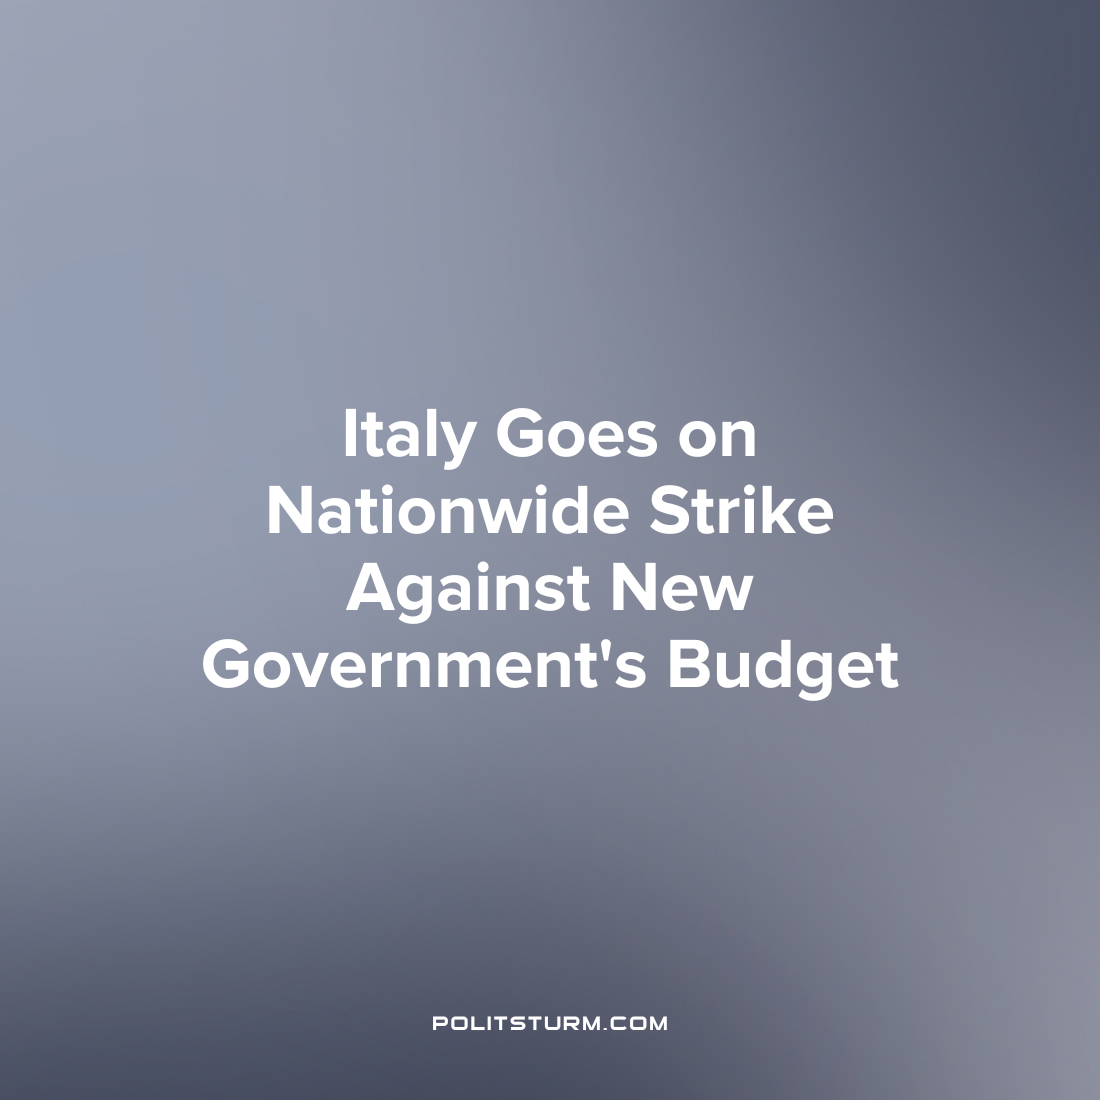 Italy Goes on
Nationwide Strike
Against New
Government's Budget
POLITSTURM.COM